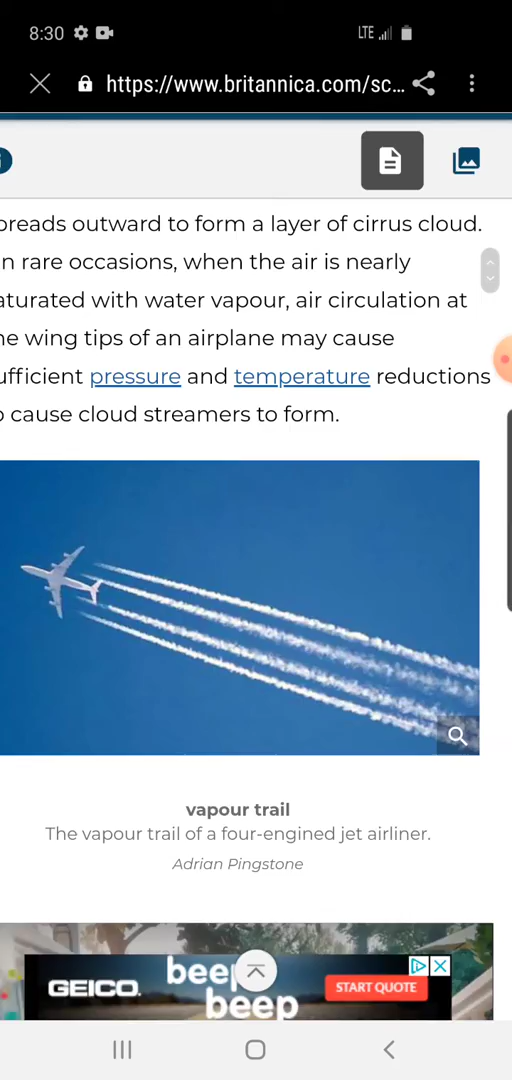 8:30
LTE
https://www.britannica.com/sc...
preads outward to form a layer of cirrus cloud.
n rare occasions, when the air is nearly
aturated with water vapour, air circulation at
he wing tips of an airplane may cause
ufficient pressure and temperature reductions
o cause cloud streamers to form.
vapour trail
The vapour trail of a four-engined jet airliner.
Adrian Pingstone
GEICO.
beep
beep
START QUOTE